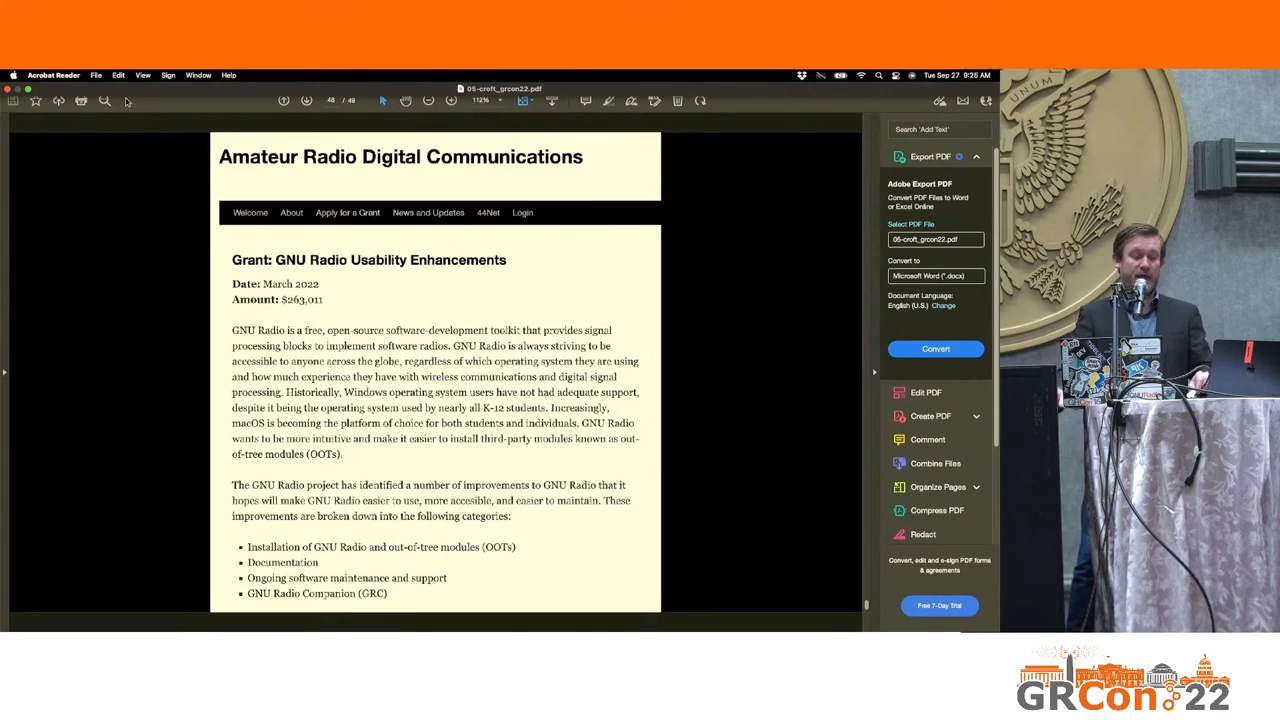 Acrobat Reader File Edit View Sign Window Help
Tue Sep 27 9:25 AM
05-croft_grcon22.pdf
48 / 49
112%
Search 'Add Text'
Export PDF
Adobe Export PDF
Convert PDF Files to Word
or Excel Online
Select PDF File
05-croft_grcon22.pdf
Convert to
Microsoft Word (*.docx)
Document Language:
English (U.S.) Change
Convert
Edit PDF
Create PDF
Comment
Combine Files
Organize Pages
Compress PDF
Redact
Convert, edit and e-sign PDF forms
& agreements
Free 7-Day Trial
Amateur Radio Digital Communications
Welcome About Apply for a Grant News and Updates 44Net Login
Grant: GNU Radio Usability Enhancements
Date: March 2022
Amount: $263,011
GNU Radio is a free, open-source software-development toolkit that provides signal
processing blocks to implement software radios. GNU Radio is always striving to be
accessible to anyone across the globe, regardless of which operating system they are using
and how much experience they have with wireless communications and digital signal
processing. Historically, Windows operating system users have not had adequate support,
despite it being the operating system used by nearly all K-12 students. Increasingly,
macOS is becoming the platform of choice for both students and individuals. GNU Radio
wants to be more intuitive and make it easier to install third-party modules known as out-
of-tree modules (OOTs).
The GNU Radio project has identified a number of improvements to GNU Radio that it
hopes will make GNU Radio easier to use, more accesible, and easier to maintain. These
improvements are broken down into the following categories:
Installation of GNU Radio and out-of-tree modules (OOTs)
Documentation
Ongoing software maintenance and support
GNU Radio Companion (GRC)
UNUM
GRCon 22